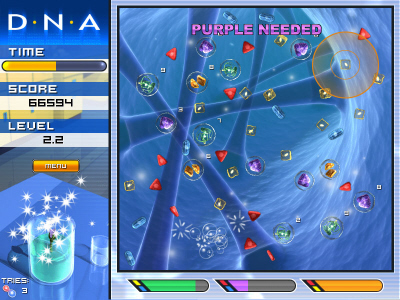 D·N·A
PURPLE NEEDED
TIME
SCORE
66594
LEVEL
2.2
menu
TRIES:
3